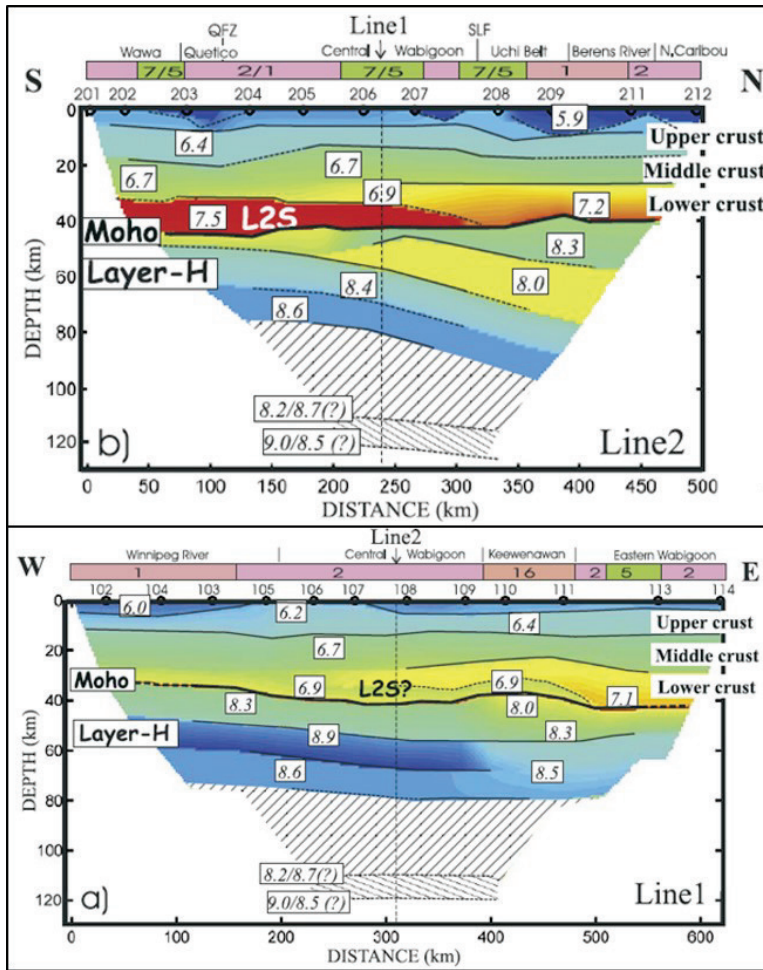 Line1
QFZ SLF
Wawa Quetico Central Wabigoon Uchi Belt Berens River N.Caribou
7/5 2/1 7/5 7/5 1 2
S N
201 202 203 204 205 206 207 208 209 211 212
0
5.9
6.4
Upper crust
20
6.7 6.7
Middle crust
6.9
7.5 L2S 7.2
Lower crust
40
Moho
8.3
Layer-H
8.4 8.0
60
8.6
80
100
8.2/8.7(?)
120
9.0/8.5 (?)
b)
Line2
DEPTH (km)
0 50 100 150 200 250 300 350 400 450 500
DISTANCE (km)
Line2
Winnipeg River Central Wabigoon Keewenawan Eastern Wabigoon
W E
1 2 16 2 5 2
102 104 103 105 106 107 108 109 110 111 113 114
0
6.0 6.2 6.4
Upper crust
20
6.7
Middle crust
Moho
6.9 L2S? 6.9
Lower crust
7.1
40
8.3 8.0
Layer-H
8.9 8.3
60
8.6 8.5
80
100
8.2/8.7(?)
120
9.0/8.5 (?)
a)
Line1
DEPTH (km)
0 100 200 300 400 500 600
DISTANCE (km)